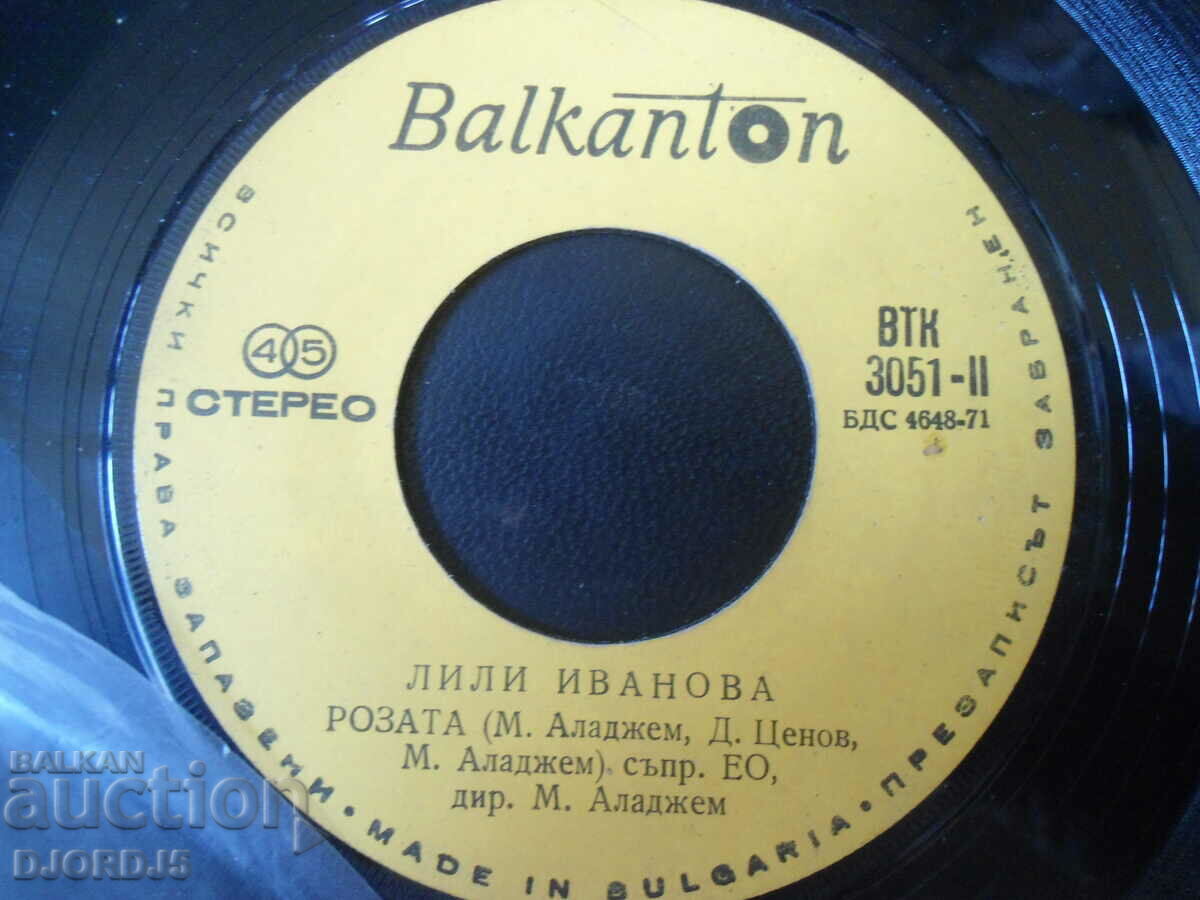 Balkanton
45
СТЕРЕО
ВТК
3051-II
БДС 4648-71
ЛИЛИ ИВАНОВА
РОЗАТА (М. Аладжем, Д. Ценов,
М. Аладжем) съпр. ЕО,
дир. М. Аладжем
ВСИЧКИ ПРАВА ЗАПАЗЕНИ • MADE IN BULGARIA • ПРЕЗАПИСЪТ ЗАБРАНЕН
BALKAN
auction
DJORD_J5